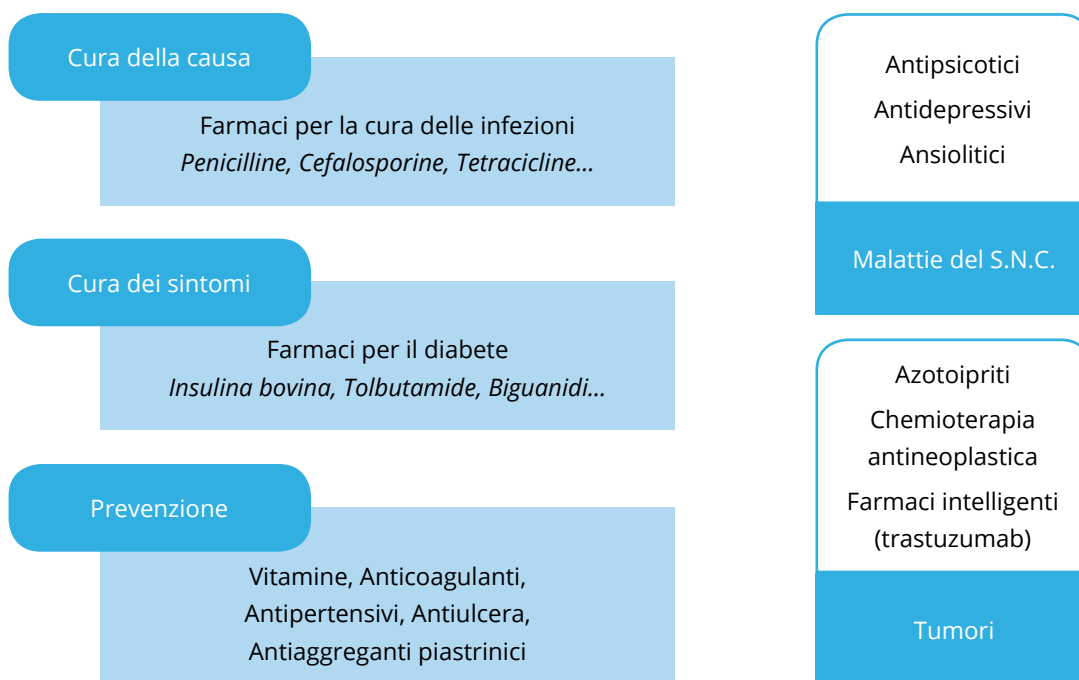 Cura della causa
Farmaci per la cura delle infezioni
Penicilline, Cefalosporine, Tetracicline...
Cura dei sintomi
Farmaci per il diabete
Insulina bovina, Tolbutamide, Biguanidi...
Prevenzione
Vitamine, Anticoagulanti,
Antipertensivi, Antiulcera,
Antiaggreganti piastrinici
Antipsicotici
Antidepressivi
Ansiolitici
Malattie del S.N.C.
Azotoipriti
Chemioterapia
antineoplastica
Farmaci intelligenti
(trastuzumab)
Tumori